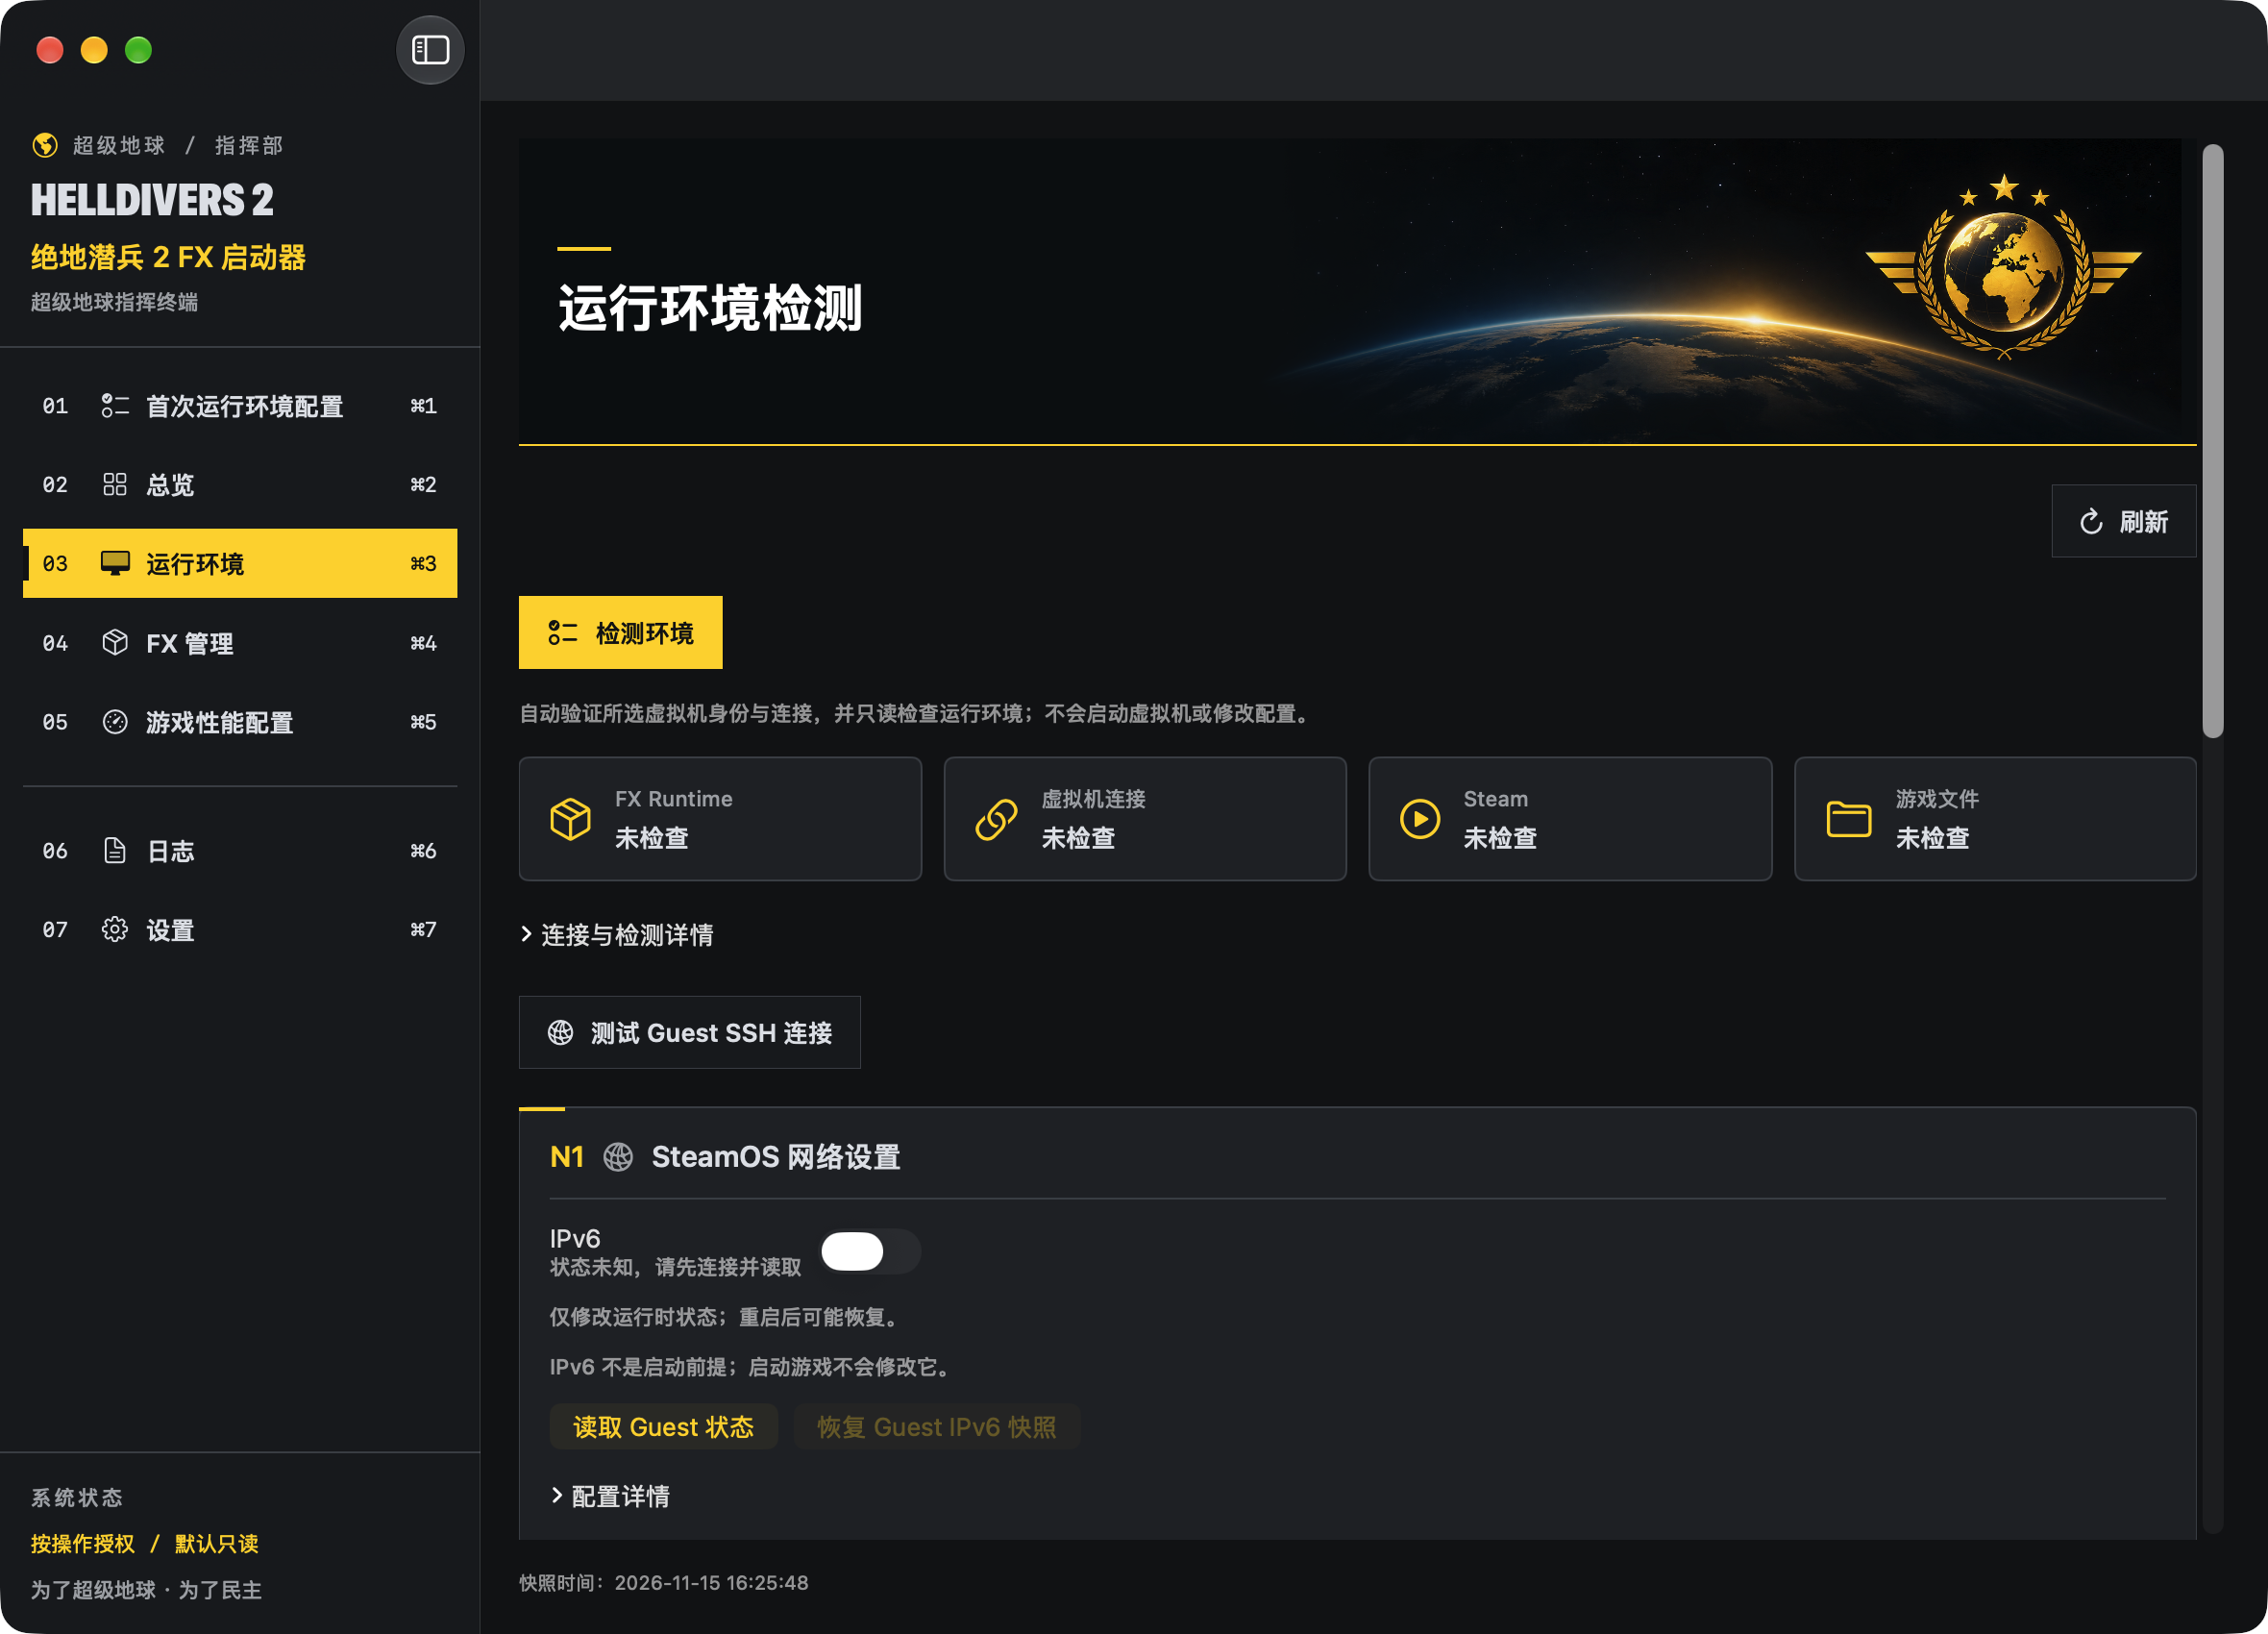 超级地球 / 指挥部
HELLDIVERS 2
绝地潜兵 2 FX 启动器
超级地球指挥终端
01 首次运行环境配置 ⌘1
02 总览 ⌘2
03 运行环境 ⌘3
04 FX 管理 ⌘4
05 游戏性能配置 ⌘5
06 日志 ⌘6
07 设置 ⌘7
系统状态
按操作授权 / 默认只读
为了超级地球 · 为了民主
运行环境检测
刷新
检测环境
自动验证所选虚拟机身份与连接，并只读检查运行环境；不会启动虚拟机或修改配置。
FX Runtime
未检查
虚拟机连接
未检查
Steam
未检查
游戏文件
未检查
连接与检测详情
测试 Guest SSH 连接
N1 SteamOS 网络设置
IPv6
状态未知，请先连接并读取
仅修改运行时状态；重启后可能恢复。
IPv6 不是启动前提；启动游戏不会修改它。
读取 Guest 状态 恢复 Guest IPv6 快照
配置详情
快照时间：2026-11-15 16:25:48